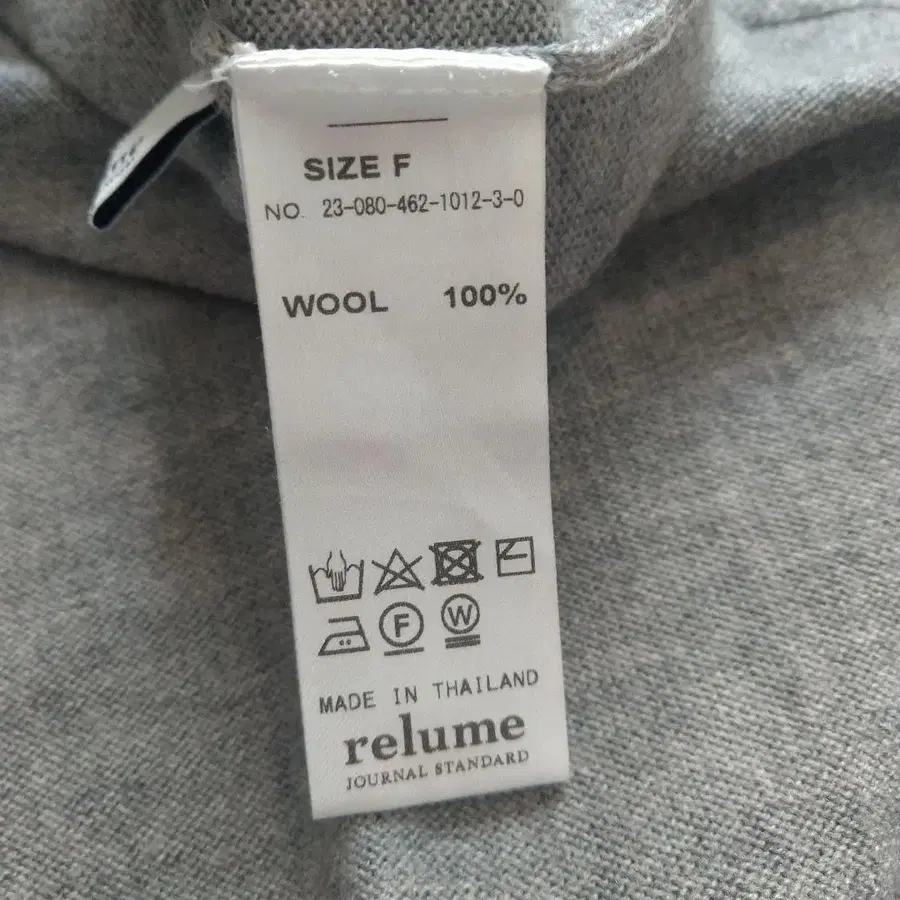 SIZE F
NO. 23-080-462-1012-3-0
WOOL 100%
F W
MADE IN THAILAND
relume
JOURNAL STANDARD